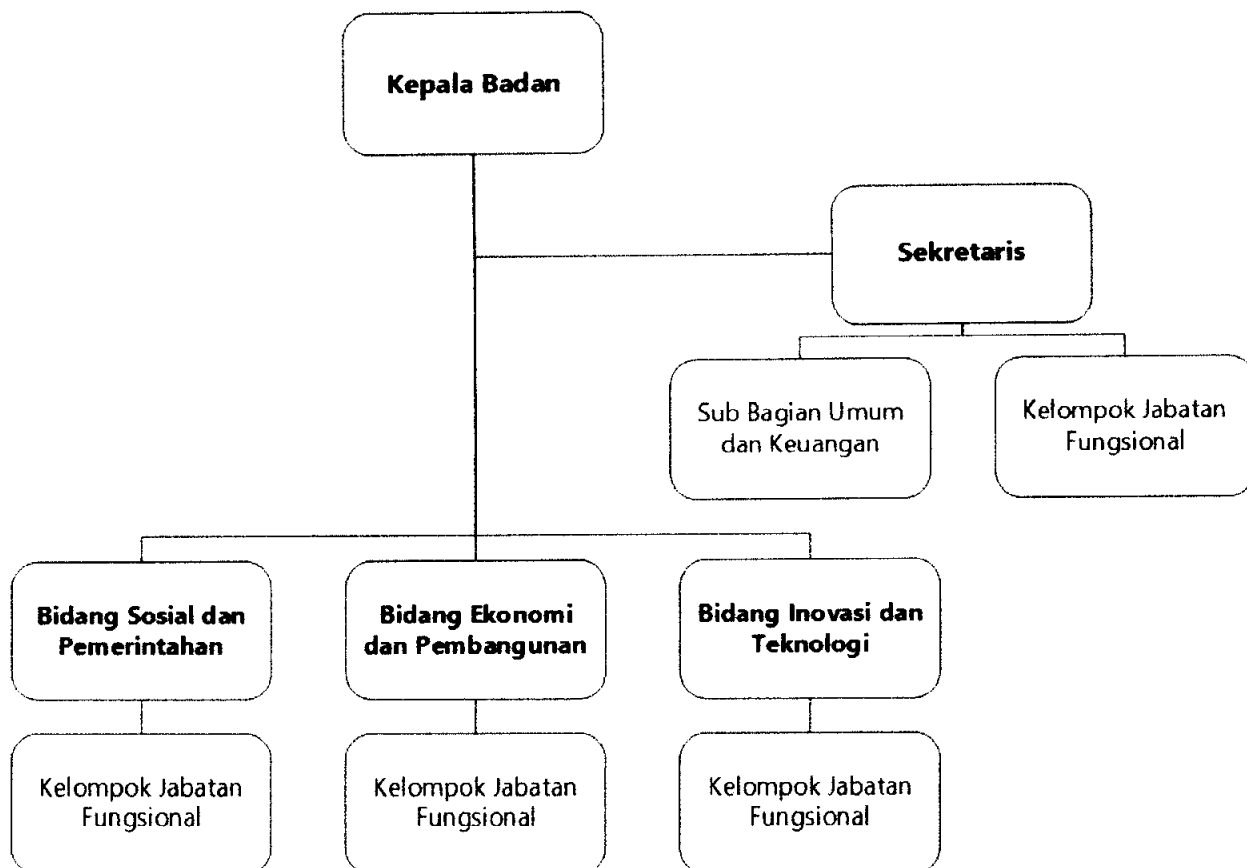 Kepala Badan
Sekretaris
Sub Bagian Umum
dan Keuangan
Kelompok Jabatan
Fungsional
Bidang Sosial dan
Pemerintahan
Bidang Ekonomi
dan Pembangunan
Bidang Inovasi dan
Teknologi
Kelompok Jabatan
Fungsional
Kelompok Jabatan
Fungsional
Kelompok Jabatan
Fungsional